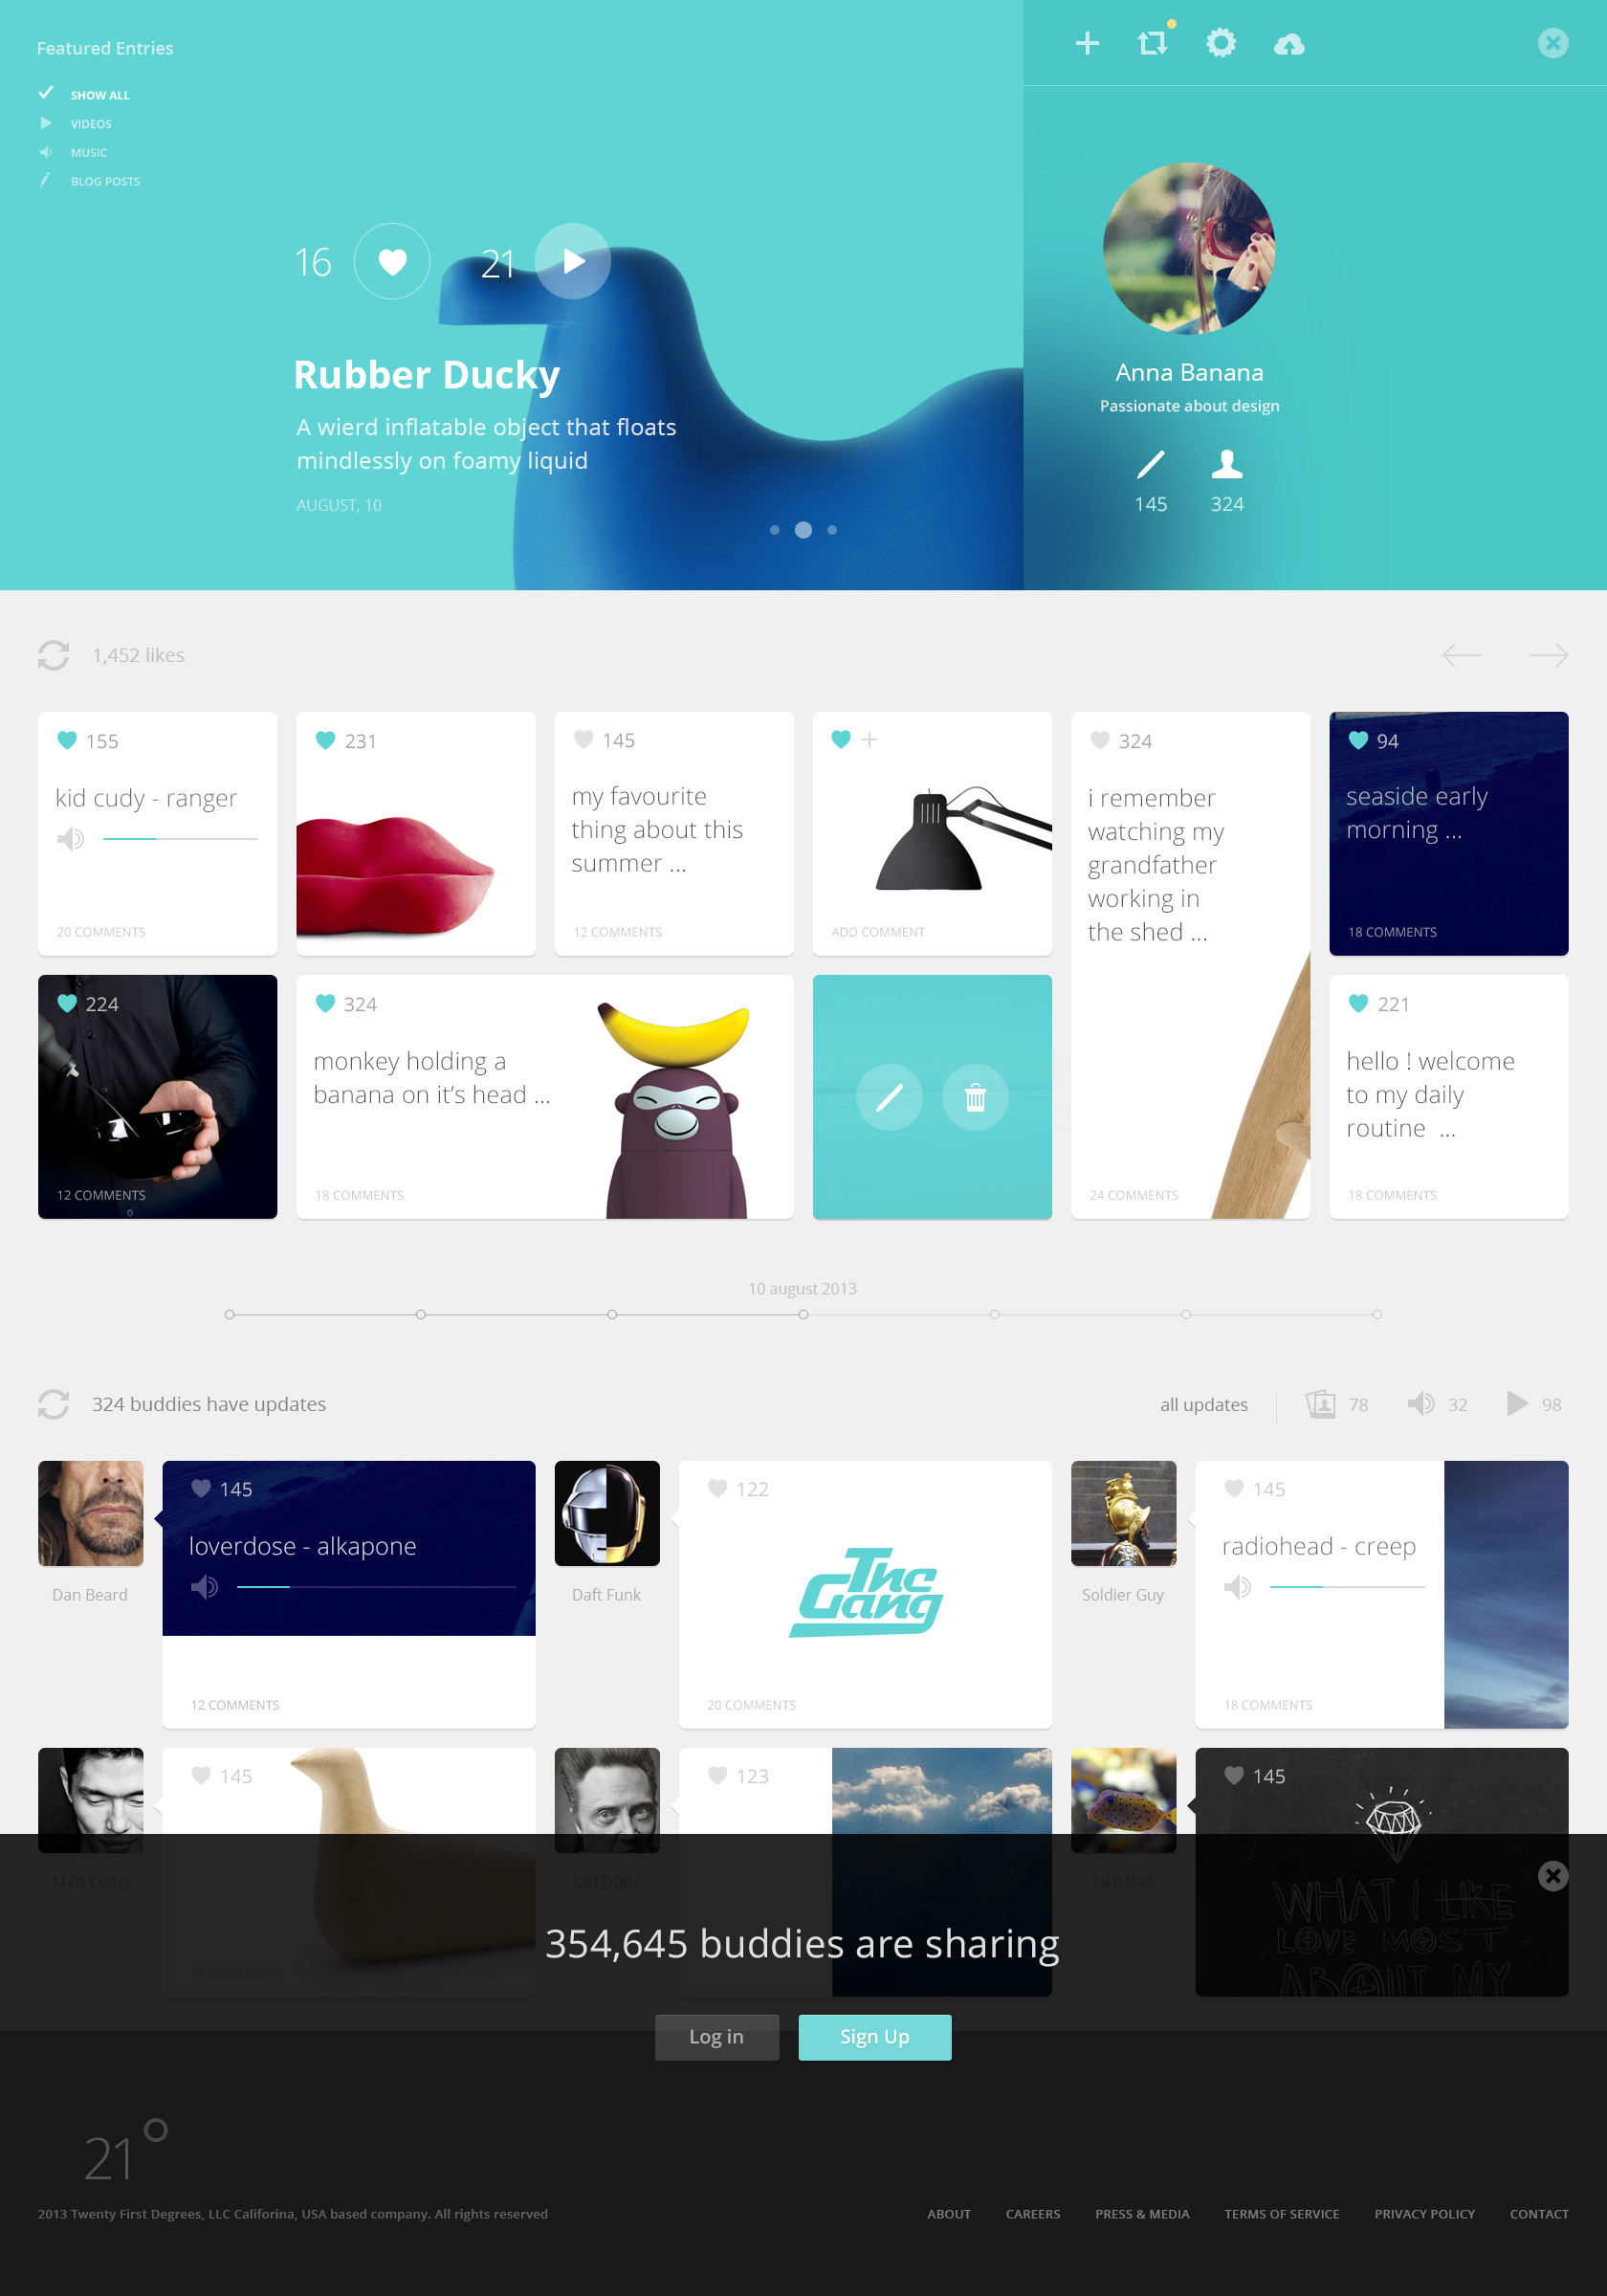 Featured Entries
SHOW ALL
VIDEOS
MUSIC
BLOG POSTS
16
21
Rubber Ducky
A wierd inflatable object that floats
mindlessly on foamy liquid
AUGUST, 10
Anna Banana
Passionate about design
145
324
1,452 likes
155
kid cudy - ranger
20 COMMENTS
231
145
my favourite
thing about this
summer ...
12 COMMENTS
ADD COMMENT
324
i remember
watching my
grandfather
working in
the shed ...
24 COMMENTS
94
seaside early
morning ...
18 COMMENTS
224
12 COMMENTS
324
monkey holding a
banana on it’s head ...
18 COMMENTS
221
hello ! welcome
to my daily
routine ...
18 COMMENTS
10 august 2013
324 buddies have updates
all updates
78
32
98
Dan Beard
145
loverdose - alkapone
12 COMMENTS
Daft Funk
122
The
Gang
20 COMMENTS
Soldier Guy
145
radiohead - creep
18 COMMENTS
Matt Dean
145
18 COMMENTS
Old Dude
123
Fish Bait
145
WHAT I LIKE
LOVE MOST
ABOUT MY
354,645 buddies are sharing
Log in
Sign Up
21°
2013 Twenty First Degrees, LLC Califorina, USA based company. All rights reserved
ABOUT
CAREERS
PRESS & MEDIA
TERMS OF SERVICE
PRIVACY POLICY
CONTACT